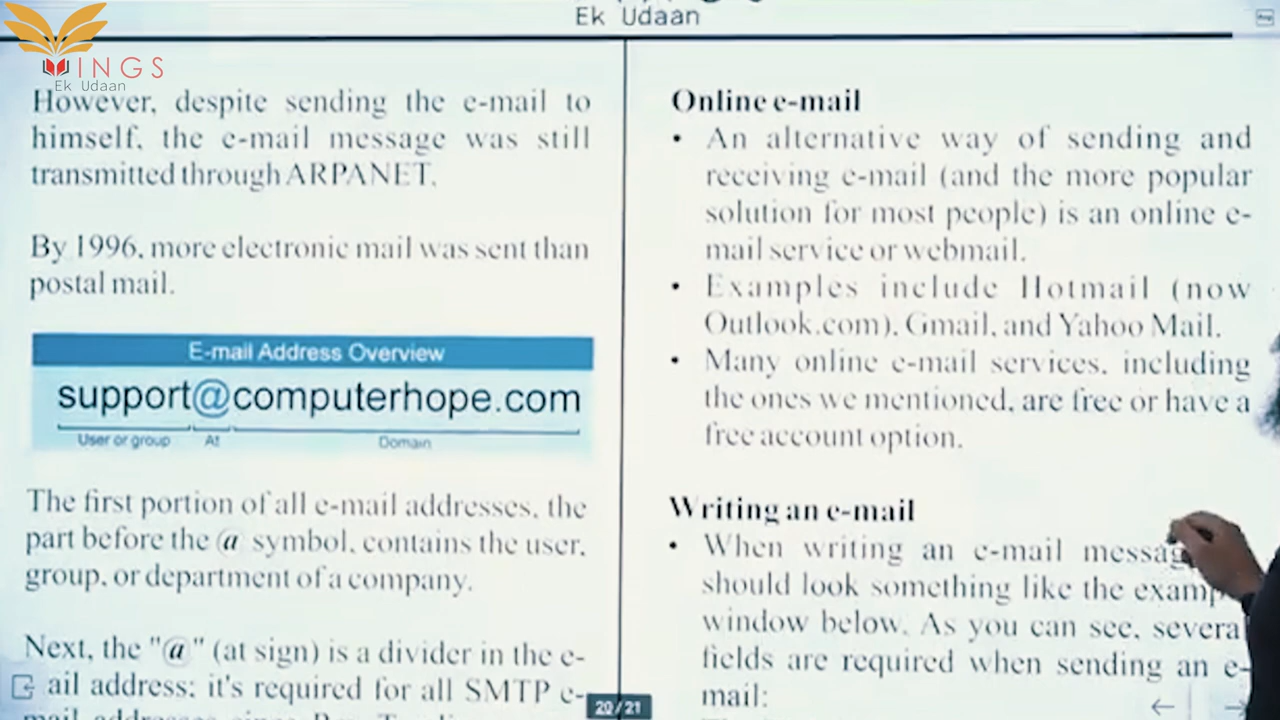 Ek Udaan
WINGS
Ek Udaan
However, despite sending the e-mail to
himself, the e-mail message was still
transmitted through ARPANET.
By 1996, more electronic mail was sent than
postal mail.
E-mail Address Overview
support@computerhope.com
User or group At Domain
The first portion of all e-mail addresses, the
part before the @ symbol, contains the user,
group, or department of a company.
Next, the "@" (at sign) is a divider in the e-
ail address; it's required for all SMTP e-
Online e-mail
• An alternative way of sending and
receiving e-mail (and the more popular
solution for most people) is an online e-
mail service or webmail.
• Examples include Hotmail (now
Outlook.com), Gmail, and Yahoo Mail.
• Many online e-mail services, including
the ones we mentioned, are free or have a
free account option.
Writing an e-mail
• When writing an e-mail messag
should look something like the examp
window below. As you can see, several
fields are required when sending an e-
mail:
20/21